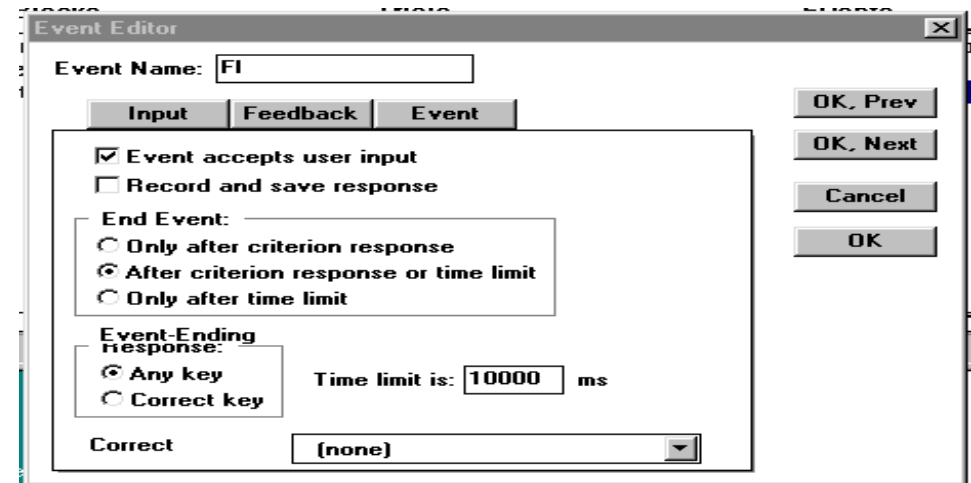 Event Editor
Event Name: FI
Input Feedback Event
OK, Prev
OK, Next
Cancel
OK
Event accepts user input
Record and save response
End Event:
Only after criterion response
After criterion response or time limit
Only after time limit
Event-Ending
Response:
Any key
Correct key
Time limit is: 10000 ms
Correct (none)